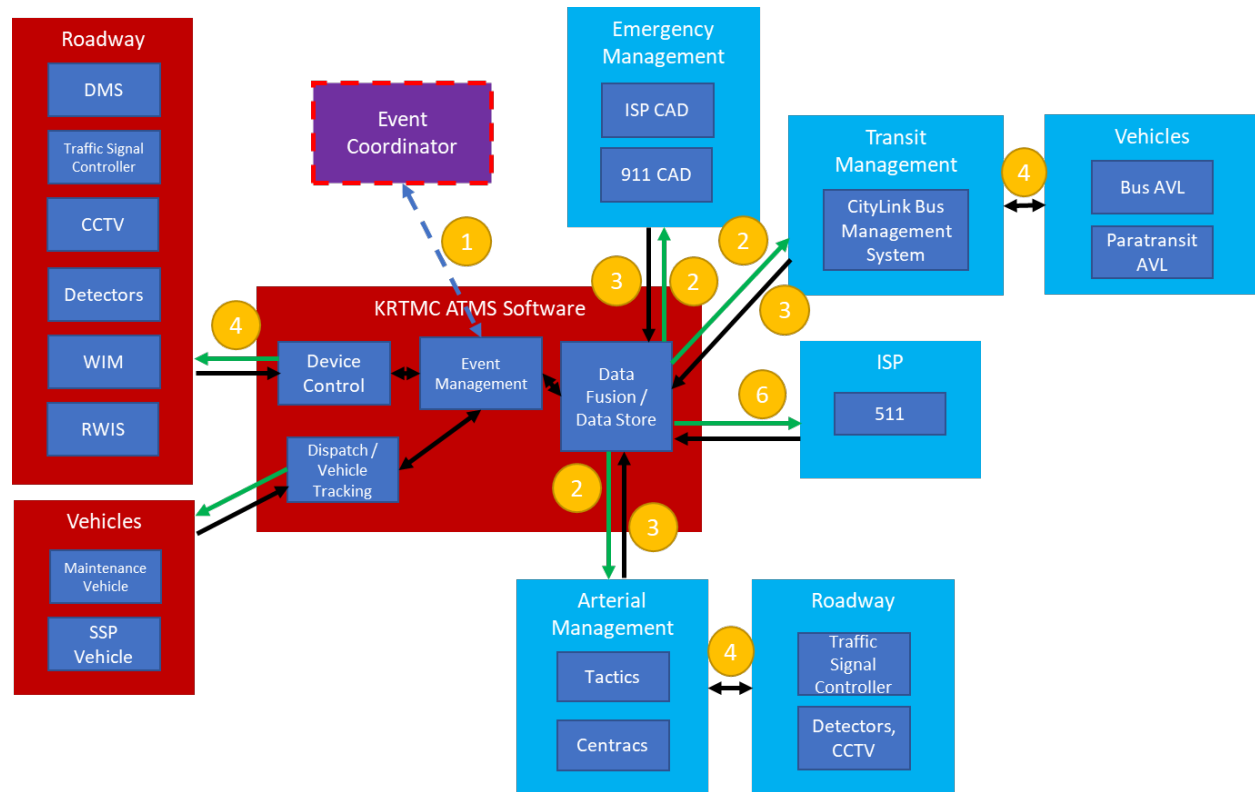 Roadway
DMS
Traffic Signal
Controller
CCTV
Detectors
WIM
RWIS
Vehicles
Maintenance
Vehicle
SSP
Vehicle
Event
Coordinator
1
KRTMC ATMS Software
4
Device
Control
Event
Management
Data
Fusion /
Data Store
Dispatch /
Vehicle
Tracking
Emergency
Management
ISP CAD
911 CAD
3
2
2
3
Transit
Management
CityLink Bus
Management
System
4
Vehicles
Bus AVL
Paratransit
AVL
6
ISP
511
2
3
Arterial
Management
Tactics
Centracs
4
Roadway
Traffic
Signal
Controller
Detectors,
CCTV